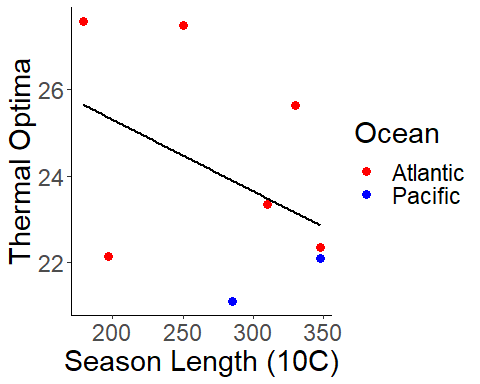 Thermal Optima
26
24
22
200 250 300 350
Season Length (10C)
Ocean
Atlantic
Pacific